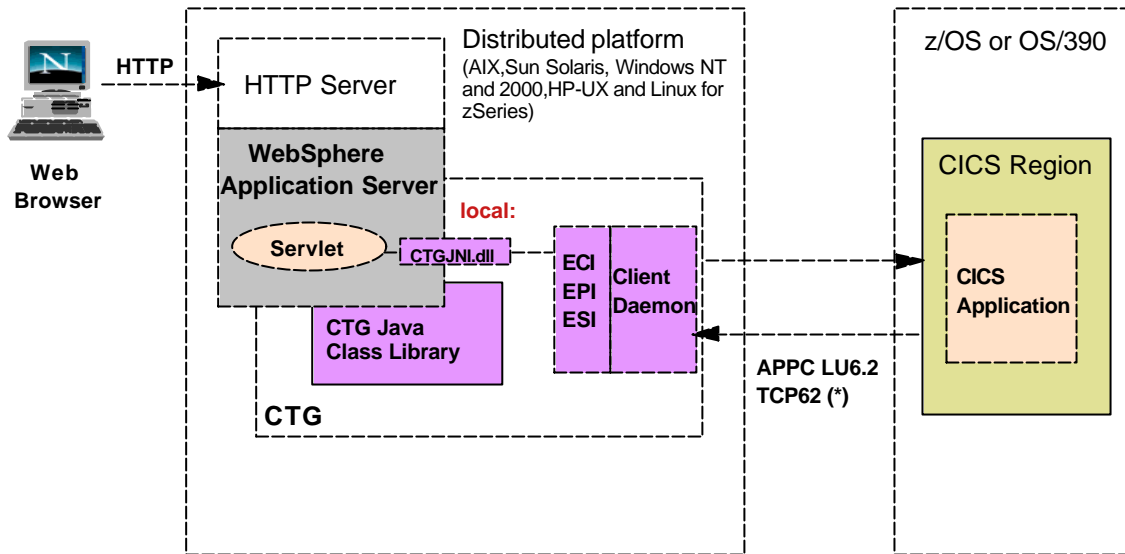 N
HTTP
Web
Browser
HTTP Server
Distributed platform
(AIX,Sun Solaris, Windows NT
and 2000,HP-UX and Linux for
zSeries)
WebSphere
Application Server
local:
Servlet
CTGJNI.dll
ECI
EPI
ESI
Client
Daemon
CTG Java
Class Library
CTG
APPC LU6.2
TCP62 (*)
z/OS or OS/390
CICS Region
CICS
Application